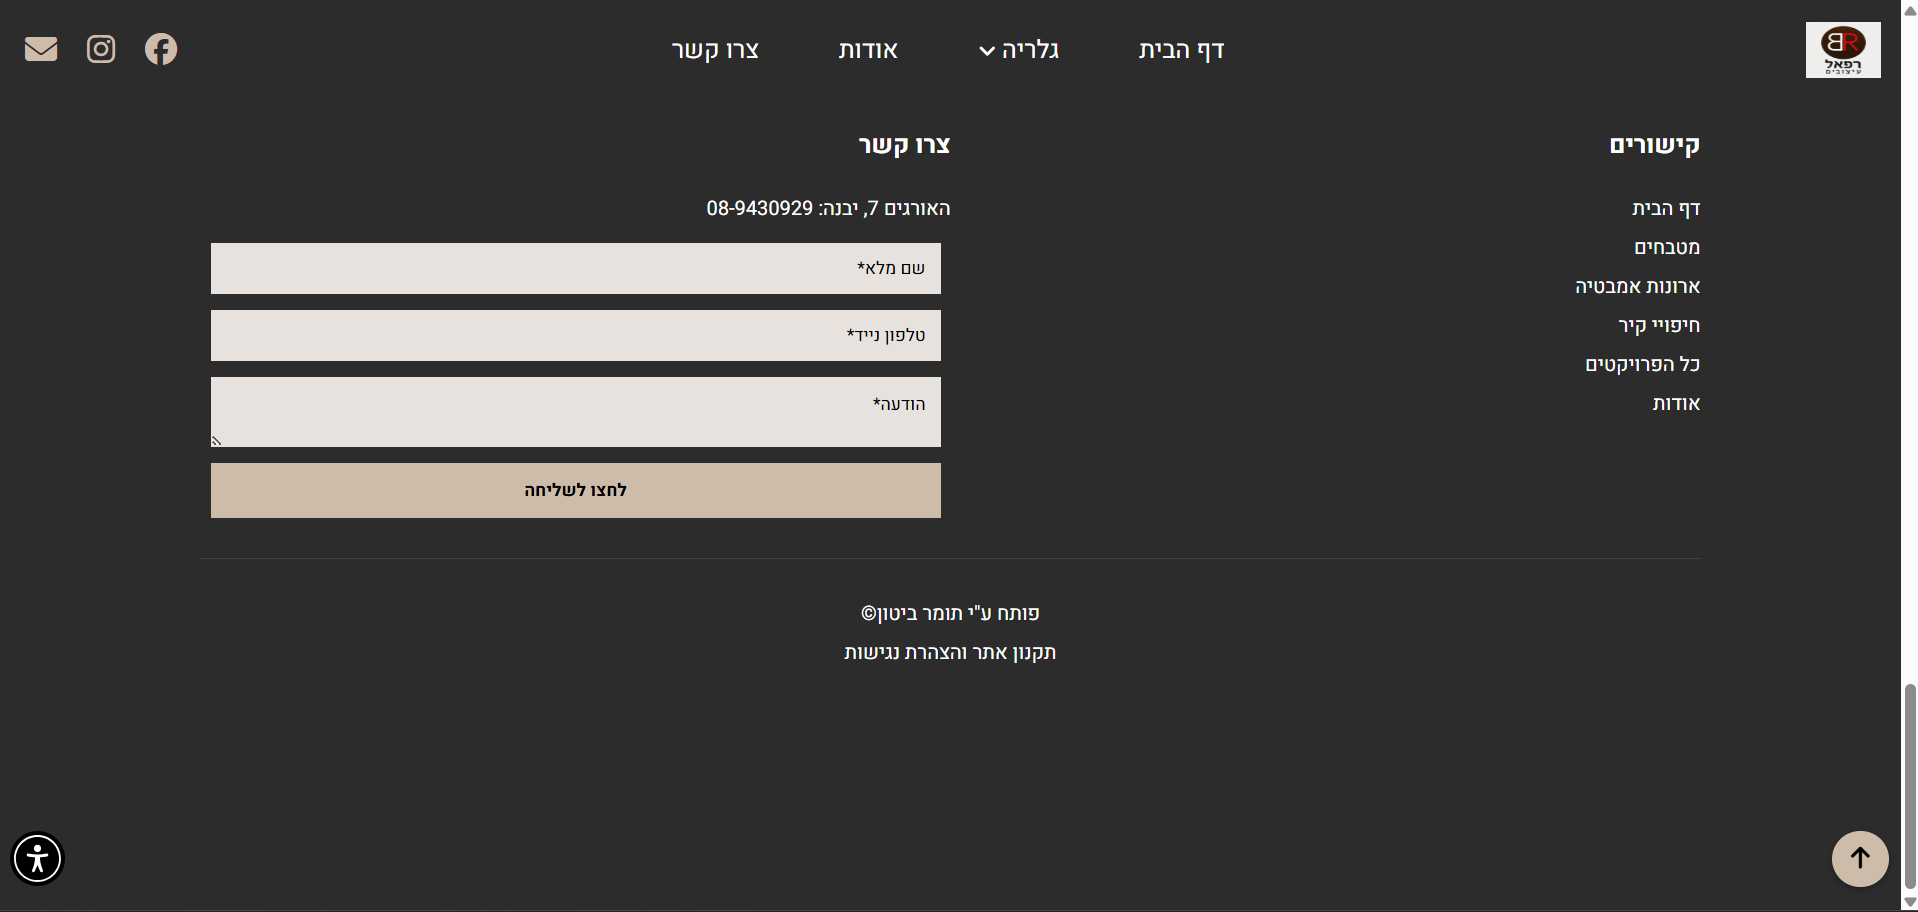 BR
רפאל
עיצובים
דף הבית
גלריה
אודות
צרו קשר
קישורים
דף הבית
מטבחים
ארונות אמבטיה
חיפויי קיר
כל הפרויקטים
אודות
צרו קשר
האורגים 7, יבנה: 08-9430929
שם מלא*
טלפון נייד*
הודעה*
לחצו לשליחה
פותח ע"י תומר ביטון©
תקנון אתר והצהרת נגישות